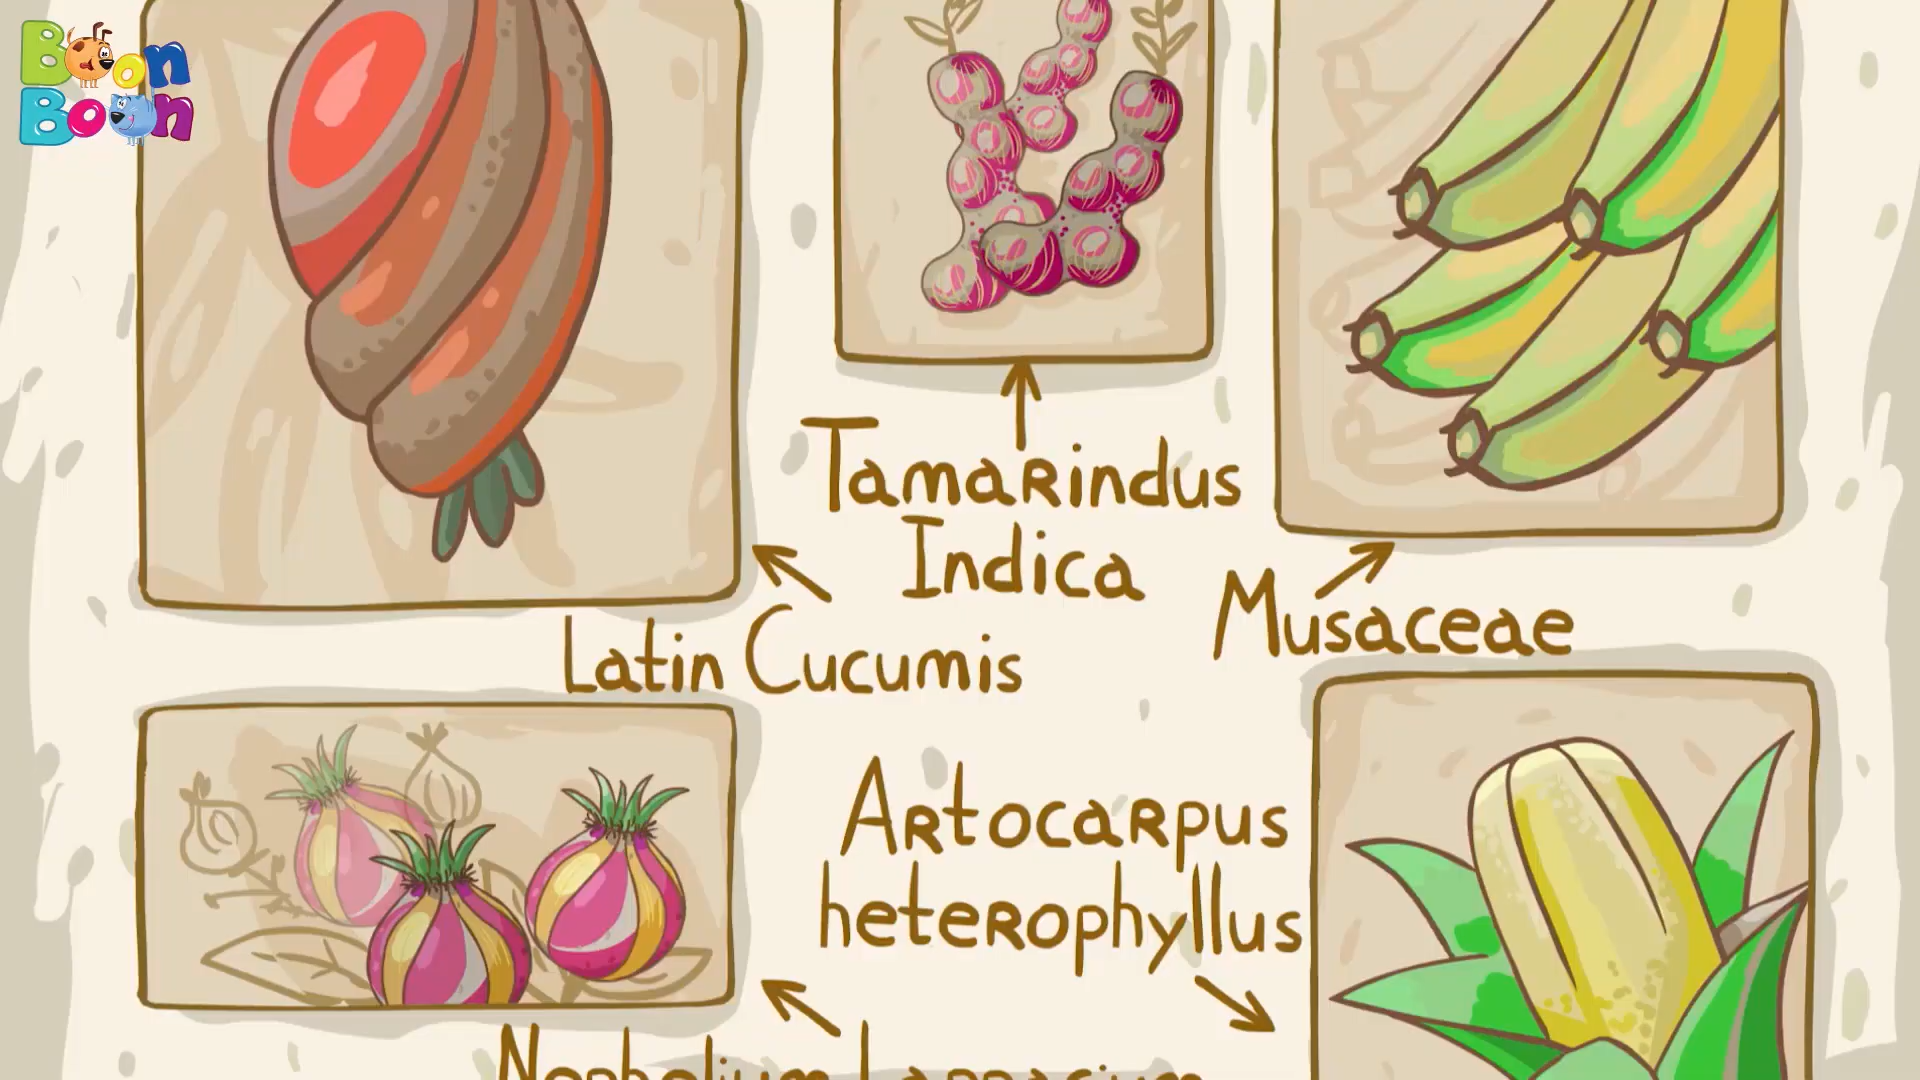 Boon
Boon
Tamarindus
Indica
Musaceae
Latin Cucumis
Artocarpus
heterophyllus